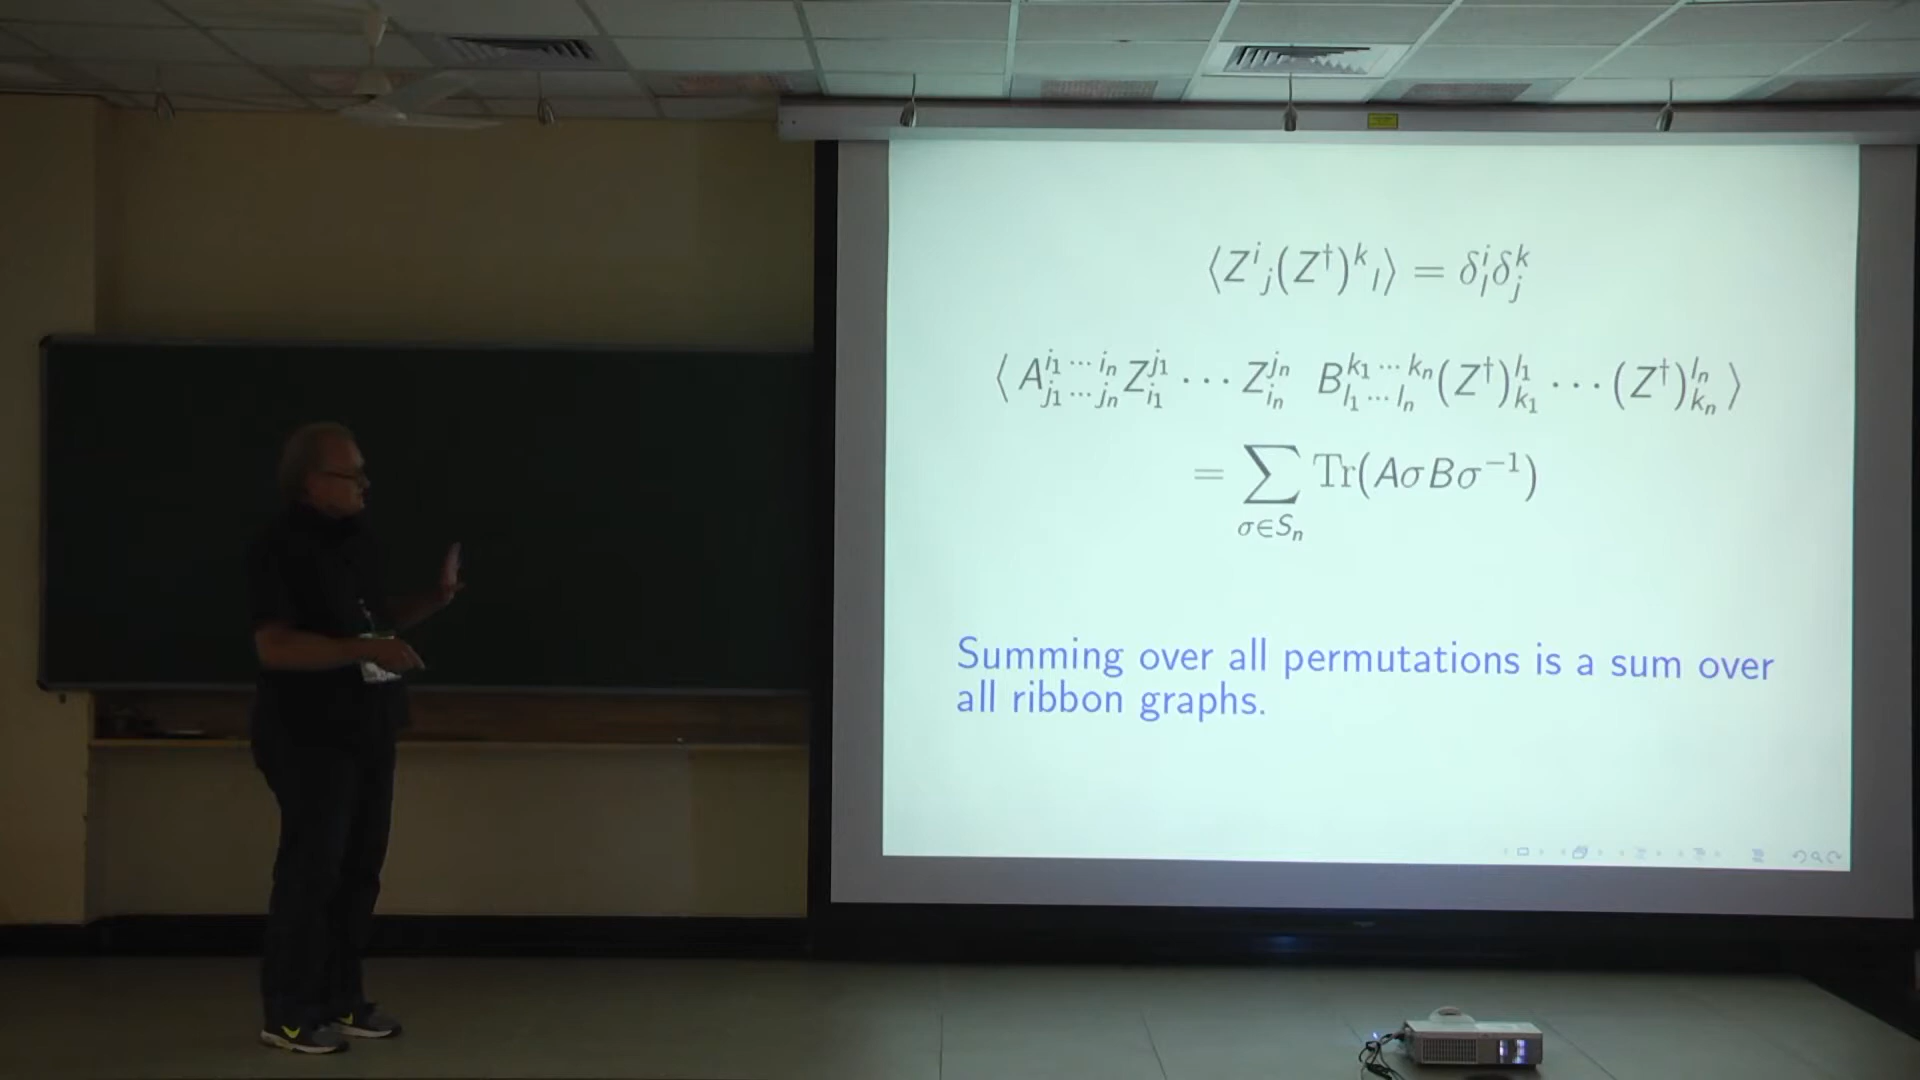 ⟨Z^i_j(Z^†)^k_l⟩ = δ^i_l δ^k_j
⟨ A^{i_1 ⋯ i_n}_{j_1 ⋯ j_n} Z^{j_1}_{i_1} ⋯ Z^{j_n}_{i_n} B^{k_1 ⋯ k_n}_{l_1 ⋯ l_n} (Z^†)^{l_1}_{k_1} ⋯ (Z^†)^{l_n}_{k_n} ⟩
= ∑_{σ∈S_n} Tr(AσBσ^{−1})
Summing over all permutations is a sum over
all ribbon graphs.